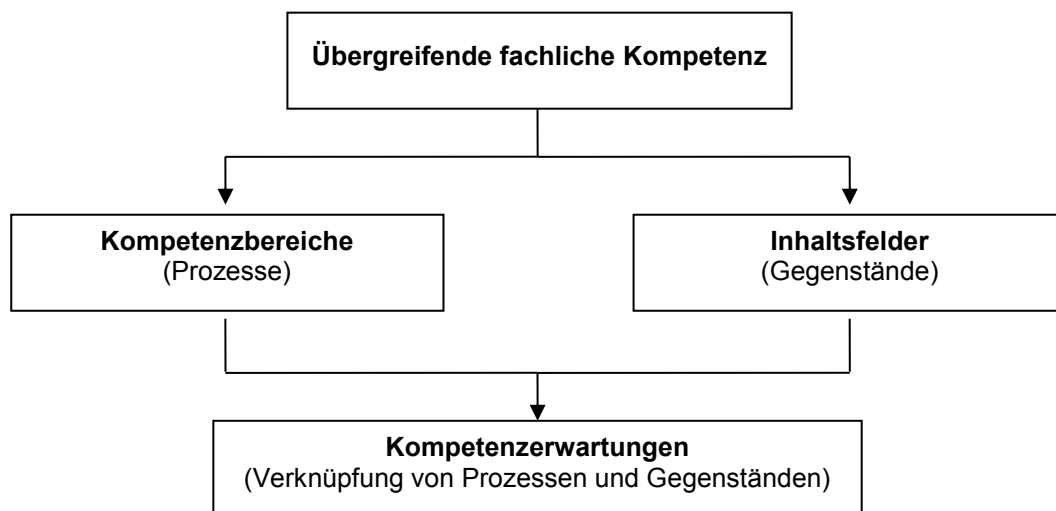 Übergreifende fachliche Kompetenz
Kompetenzbereiche
(Prozesse)
Inhaltsfelder
(Gegenstände)
Kompetenzerwartungen
(Verknüpfung von Prozessen und Gegenständen)